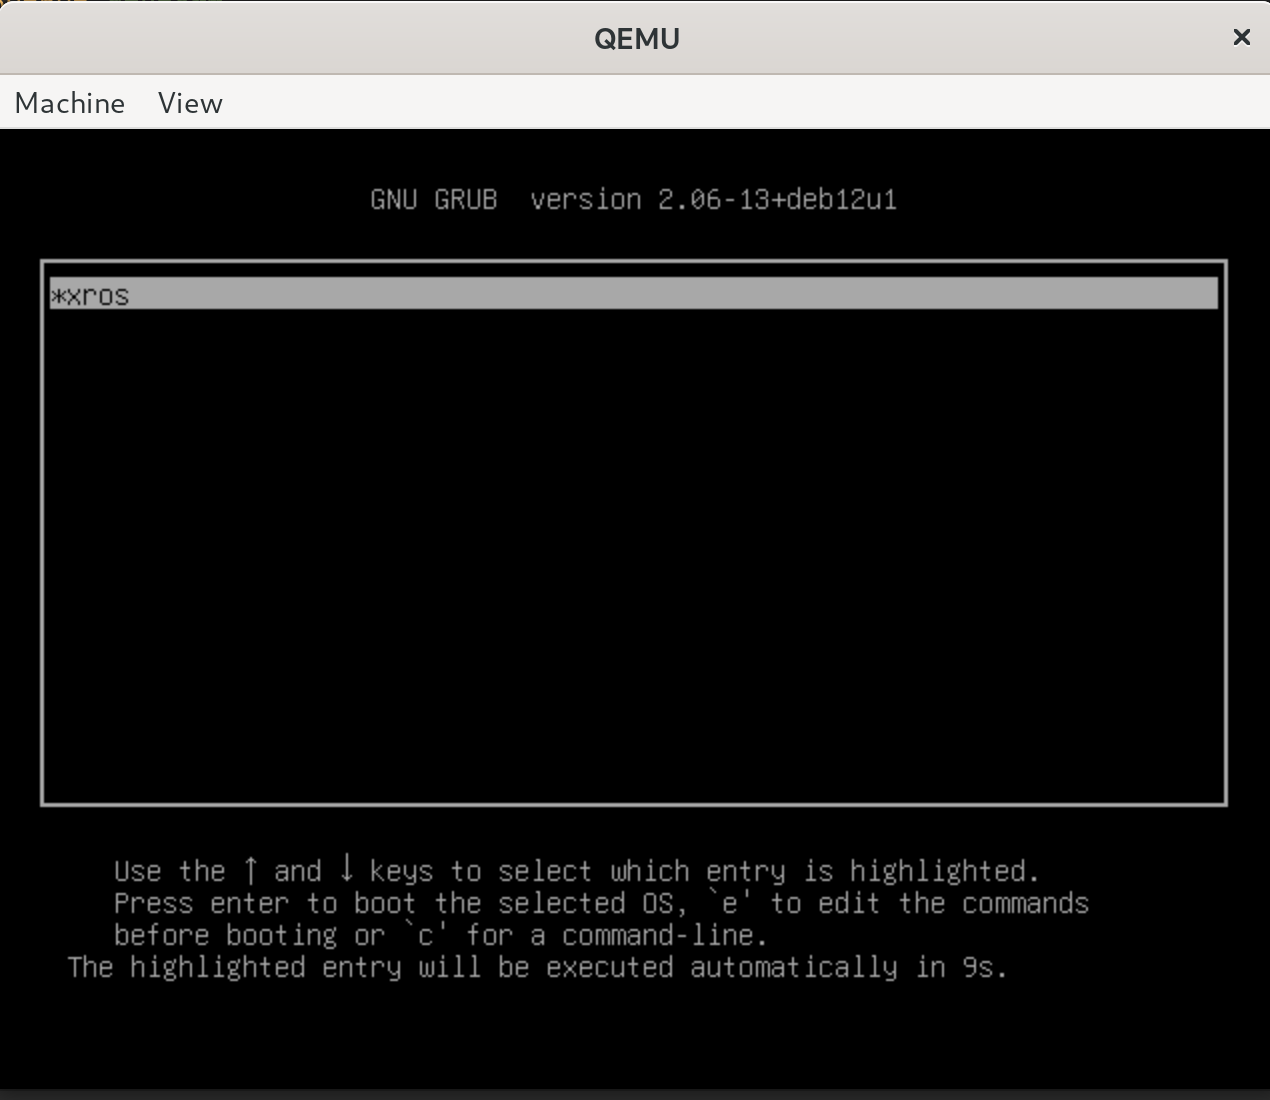 QEMU
Machine View
GNU GRUB version 2.06-13+deb12u1
*xros
Use the ↑ and ↓ keys to select which entry is highlighted.
Press enter to boot the selected OS, `e' to edit the commands
before booting or `c' for a command-line.
The highlighted entry will be executed automatically in 9s.